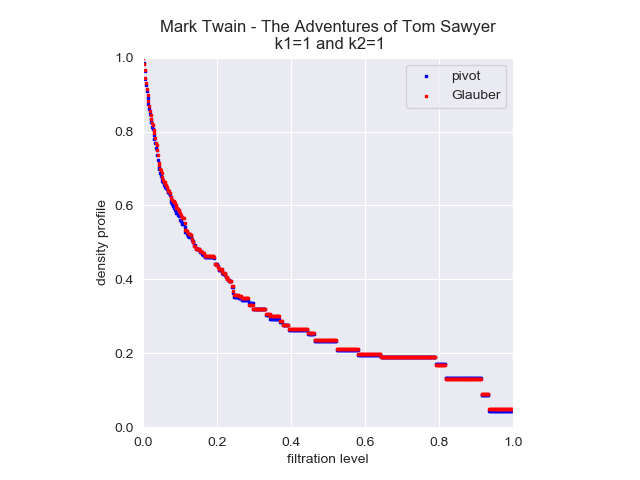 Mark Twain - The Adventures of Tom Sawyer
k1=1 and k2=1
pivot
Glauber
density profile
1.0
0.8
0.6
0.4
0.2
0.0
0.0 0.2 0.4 0.6 0.8 1.0
filtration level